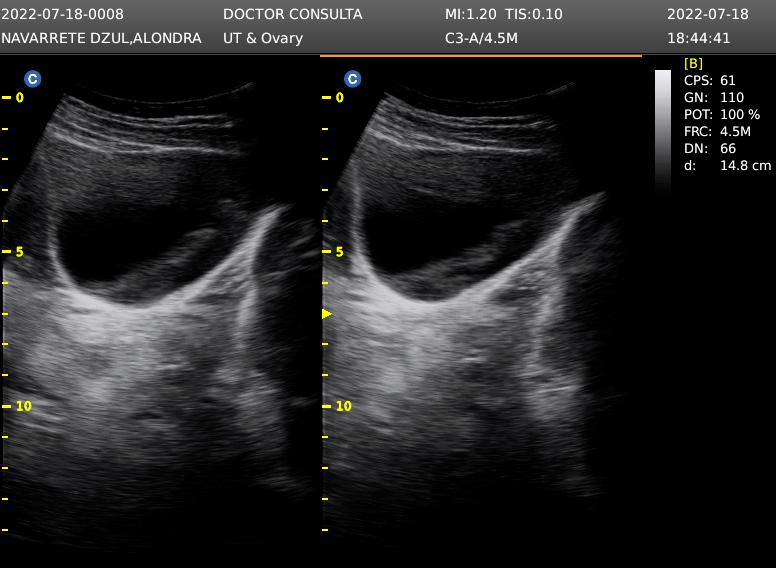 2022-07-18-0008 DOCTOR CONSULTA MI:1.20 TIS:0.10 2022-07-18
NAVARRETE DZUL,ALONDRA UT & Ovary C3-A/4.5M 18:44:41
C C [B]
0 0 CPS: 61
GN: 110
POT: 100 %
FRC: 4.5M
DN: 66
d: 14.8 cm
5 5
10 10